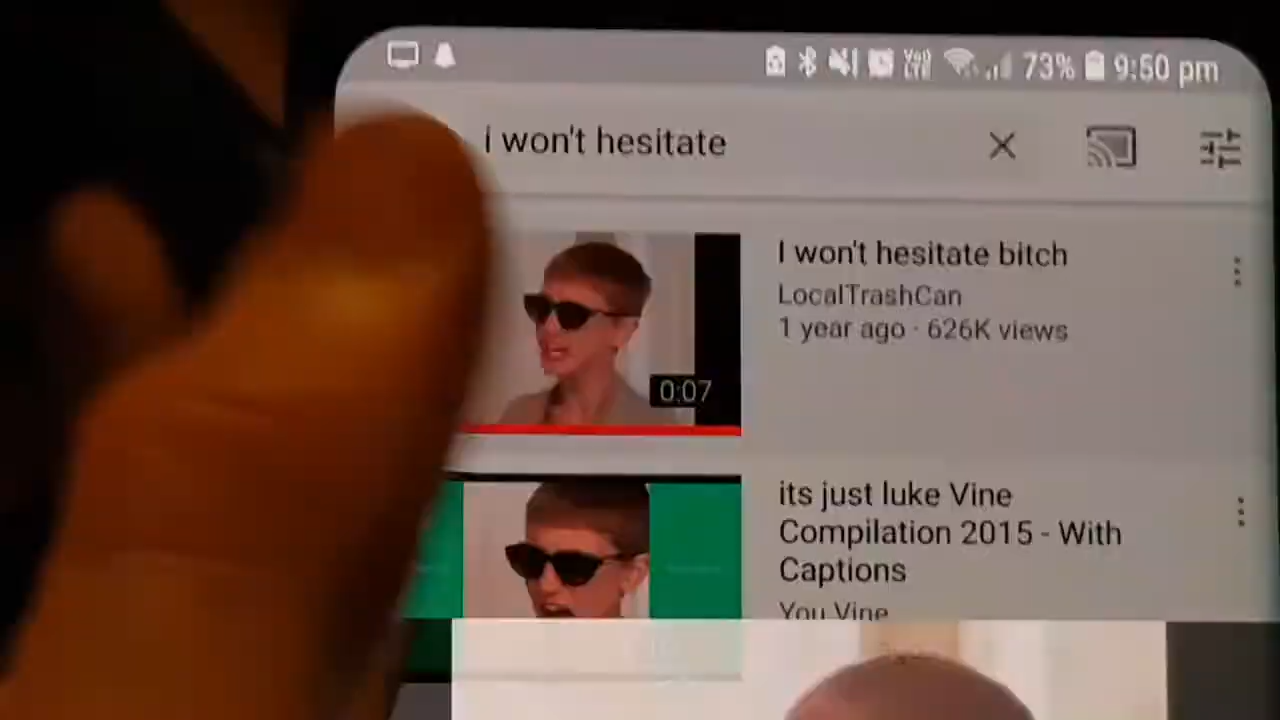 VoLTE 73% 9:50 pm
i won't hesitate
I won't hesitate bitch
LocalTrashCan
1 year ago · 626K views
0:07
its just luke Vine
Compilation 2015 - With
Captions
You Vine